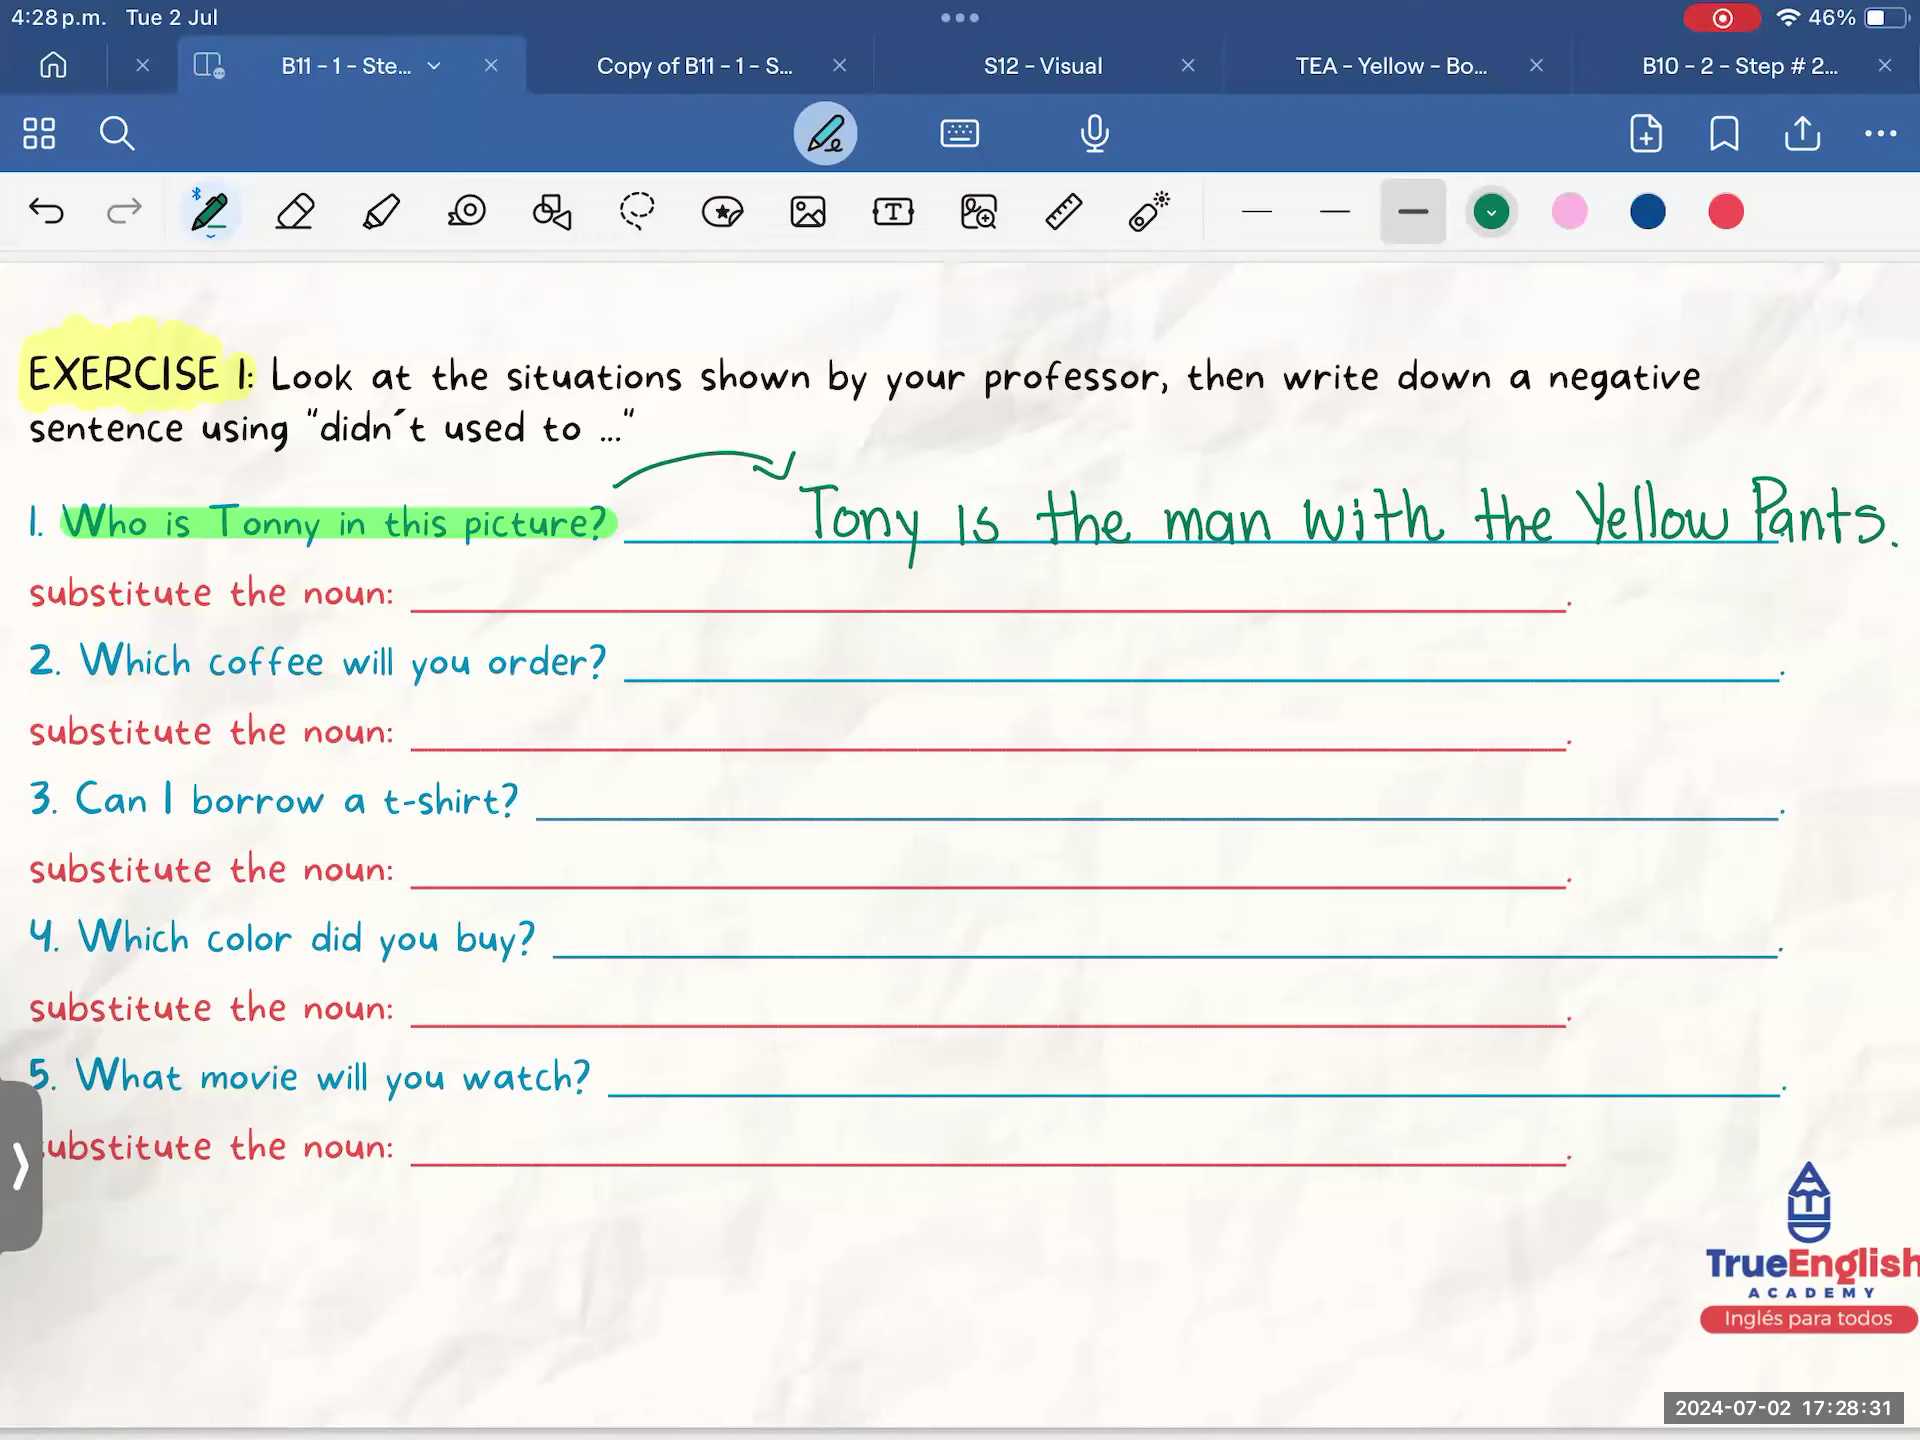 4:28 p.m. Tue 2 Jul
46%
B11 - 1 - Ste...
Copy of B11 - 1 - S...
S12 - Visual
TEA - Yellow - Bo...
B10 - 2 - Step # 2...
EXERCISE 1: Look at the situations shown by your professor, then write down a negative
sentence using "didn´t used to ..."
1. Who is Tonny in this picture? Tony is the man with the Yellow Pants.
substitute the noun:
2. Which coffee will you order?
substitute the noun:
3. Can I borrow a t-shirt?
substitute the noun:
4. Which color did you buy?
substitute the noun:
5. What movie will you watch?
substitute the noun:
TrueEnglish
ACADEMY
Inglés para todos
2024-07-02 17:28:31